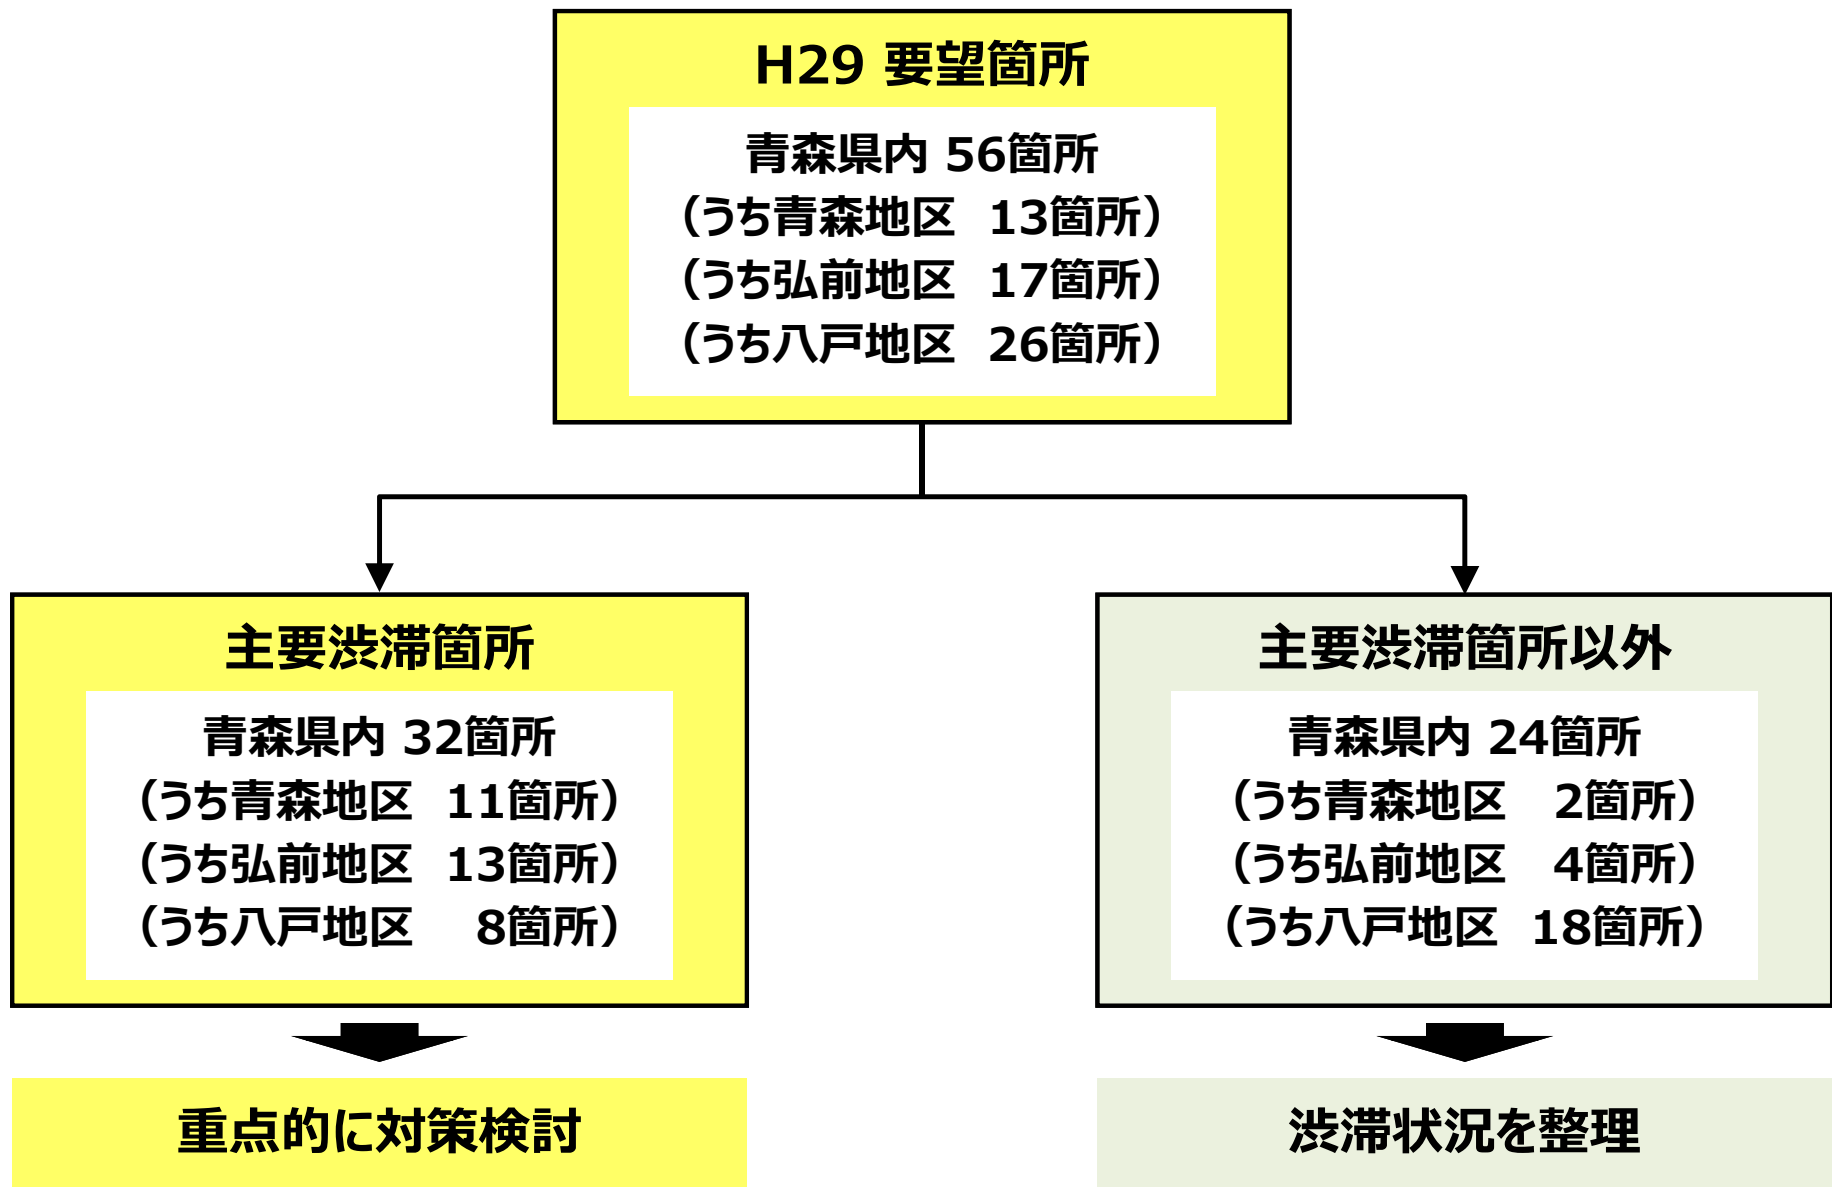 H29 要望箇所
青森県内 56箇所
（うち青森地区　13箇所）
（うち弘前地区　17箇所）
（うち八戸地区　26箇所）
主要渋滞箇所
青森県内 32箇所
（うち青森地区　11箇所）
（うち弘前地区　13箇所）
（うち八戸地区　 8箇所）
重点的に対策検討
主要渋滞箇所以外
青森県内 24箇所
（うち青森地区　 2箇所）
（うち弘前地区　 4箇所）
（うち八戸地区　18箇所）
渋滞状況を整理